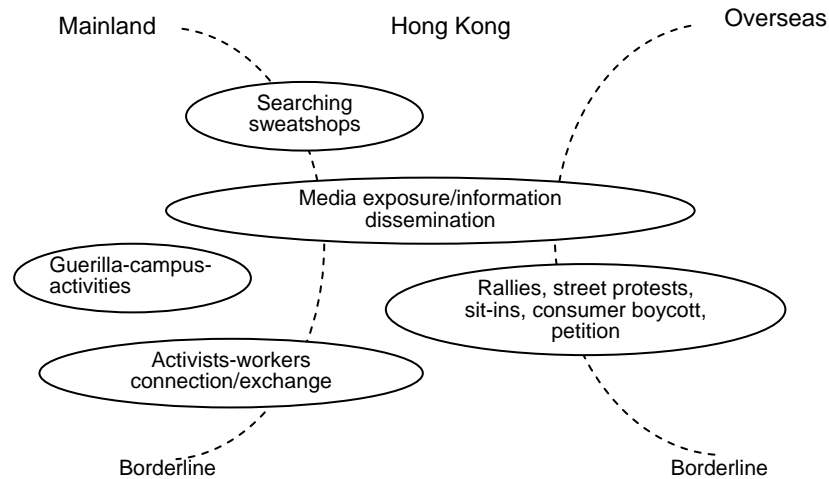 Mainland
Hong Kong
Overseas
Searching
sweatshops
Media exposure/information
dissemination
Guerilla-campus-
activities
Rallies, street protests,
sit-ins, consumer boycott,
petition
Activists-workers
connection/exchange
Borderline
Borderline